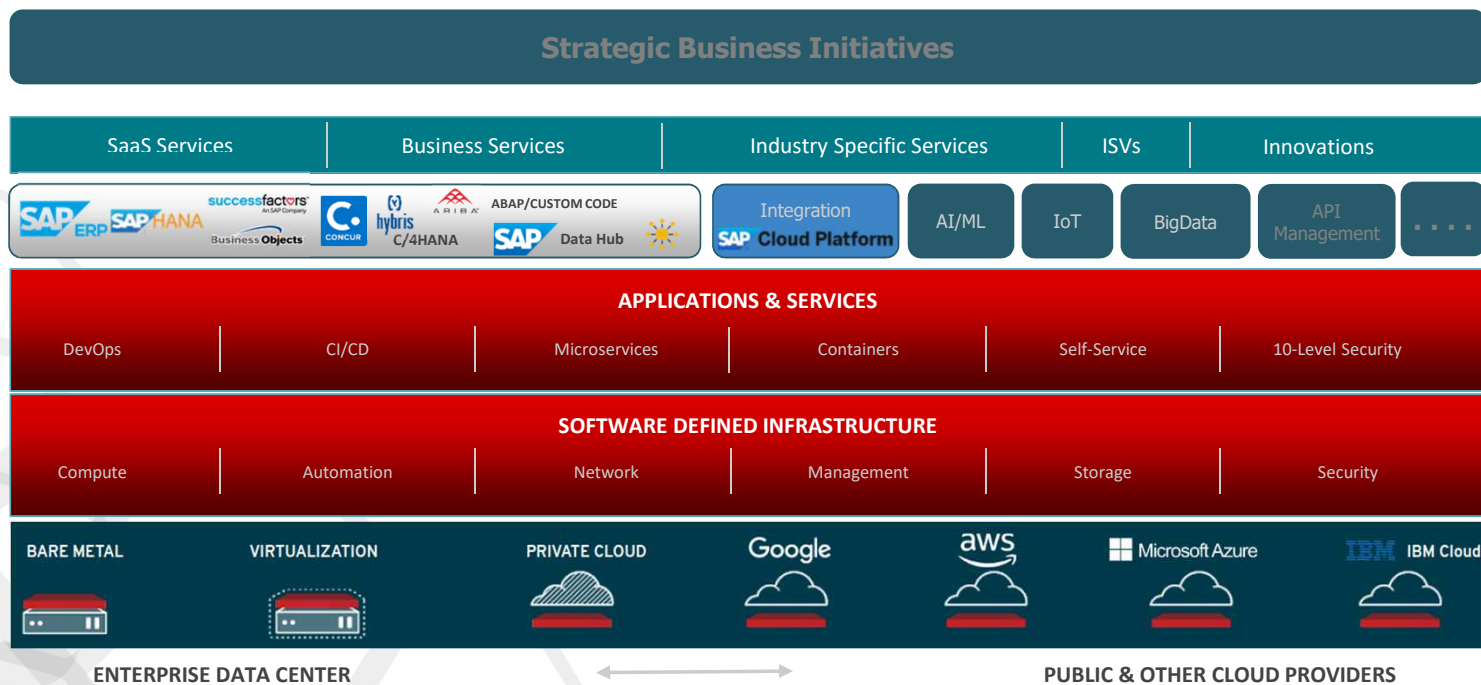 Strategic Business Initiatives
SaaS Services
Business Services
Industry Specific Services
ISVs
Innovations
SAP ERP
SAP HANA
successfactors
An SAP Company
BusinessObjects
C.
CONCUR
(y)
hybris
C/4HANA
ARIBA
ABAP/CUSTOM CODE
SAP Data Hub
Integration
SAP Cloud Platform
AI/ML
IoT
BigData
API
Management
. . . .
APPLICATIONS & SERVICES
DevOps
CI/CD
Microservices
Containers
Self-Service
10-Level Security
SOFTWARE DEFINED INFRASTRUCTURE
Compute
Automation
Network
Management
Storage
Security
BARE METAL
VIRTUALIZATION
PRIVATE CLOUD
Google
aws
Microsoft Azure
IBM IBM Cloud
ENTERPRISE DATA CENTER
PUBLIC & OTHER CLOUD PROVIDERS